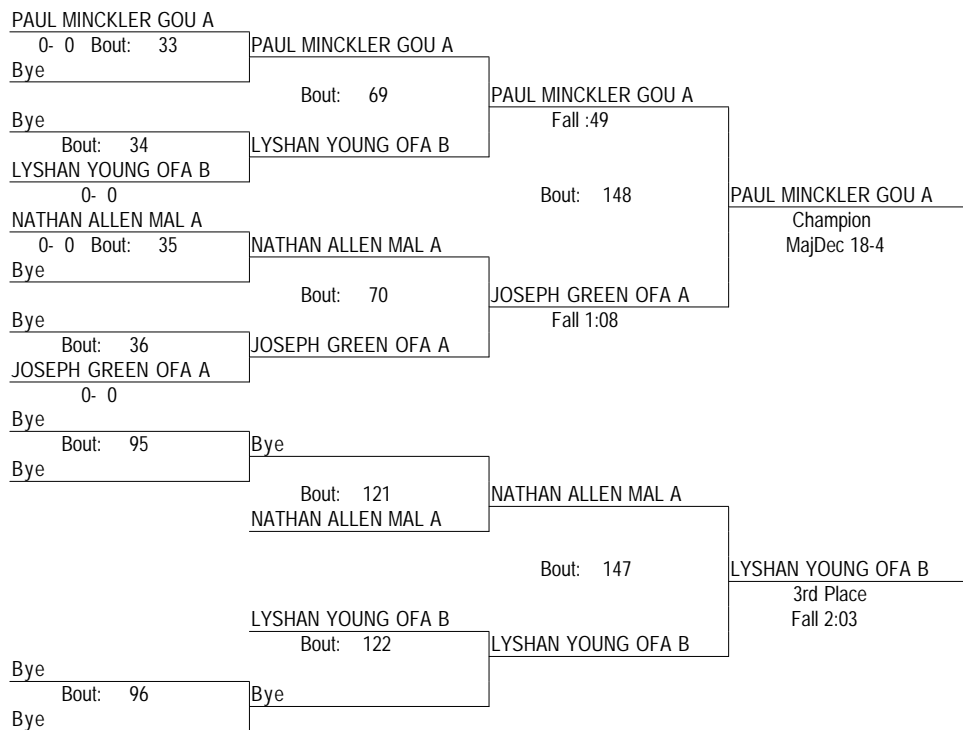 PAUL MINCKLER GOU A
0- 0 Bout: 33
PAUL MINCKLER GOU A
Bye
Bout: 69
PAUL MINCKLER GOU A
Bye
Fall :49
Bout: 34
LYSHAN YOUNG OFA B
LYSHAN YOUNG OFA B
0- 0
Bout: 148
PAUL MINCKLER GOU A
NATHAN ALLEN MAL A
Champion
0- 0 Bout: 35
NATHAN ALLEN MAL A
MajDec 18-4
Bye
Bout: 70
JOSEPH GREEN OFA A
Bye
Fall 1:08
Bout: 36
JOSEPH GREEN OFA A
JOSEPH GREEN OFA A
0- 0
Bye
Bout: 95
Bye
Bye
Bout: 121
NATHAN ALLEN MAL A
NATHAN ALLEN MAL A
Bout: 147
LYSHAN YOUNG OFA B
3rd Place
LYSHAN YOUNG OFA B
Fall 2:03
Bout: 122
LYSHAN YOUNG OFA B
Bye
Bout: 96
Bye
Bye